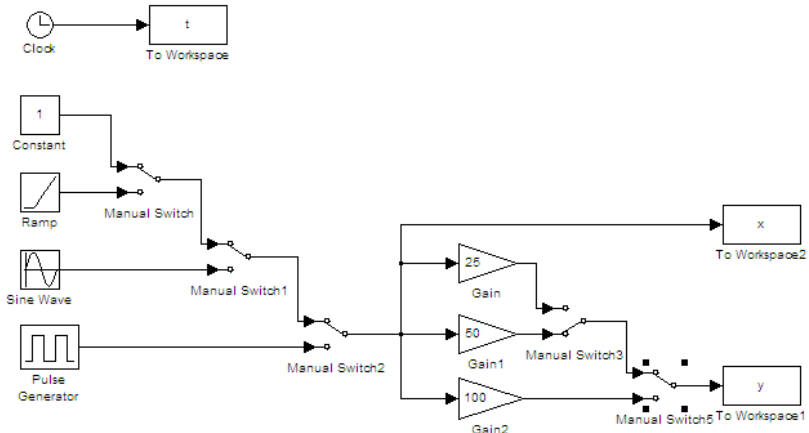 t
Clock
To Workspace
1
Constant
Ramp
Manual Switch
x
To Workspace2
25
Gain
Sine Wave
Manual Switch1
50
Gain1
Manual Switch3
Pulse
Generator
Manual Switch2
y
100
Gain2
Manual Switch5
To Workspace1